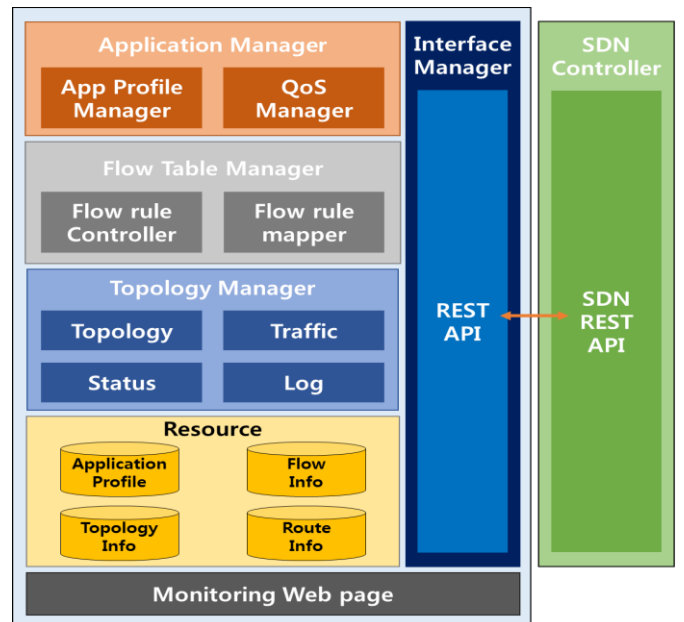 Application Manager
App Profile
Manager
QoS
Manager
Flow Table Manager
Flow rule
Controller
Flow rule
mapper
Topology Manager
Topology
Traffic
Status
Log
Resource
Application
Profile
Flow
Info
Topology
Info
Route
Info
Interface
Manager
REST
API
SDN
Controller
SDN
REST
API
Monitoring Web page